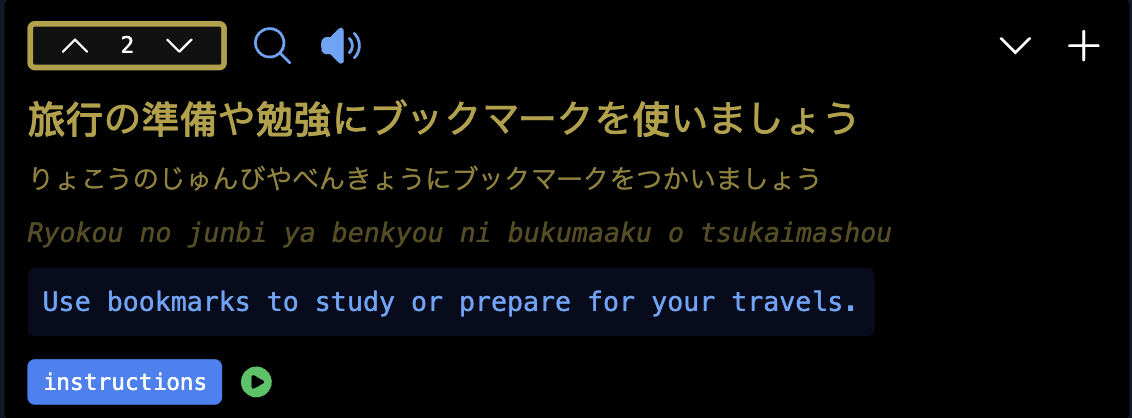 2
旅行の準備や勉強にブックマークを使いましょう
りょこうのじゅんびやべんきょうにブックマークをつかいましょう
Ryokou no junbi ya benkyou ni bukumaaku o tsukaimashou
Use bookmarks to study or prepare for your travels.
instructions